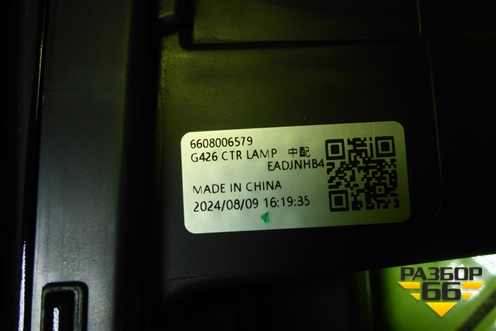 6608006579
G426 CTR LAMP 中配
EADJNHB4
MADE IN CHINA
2024/08/09 16:19:35
РАЗБОР
66